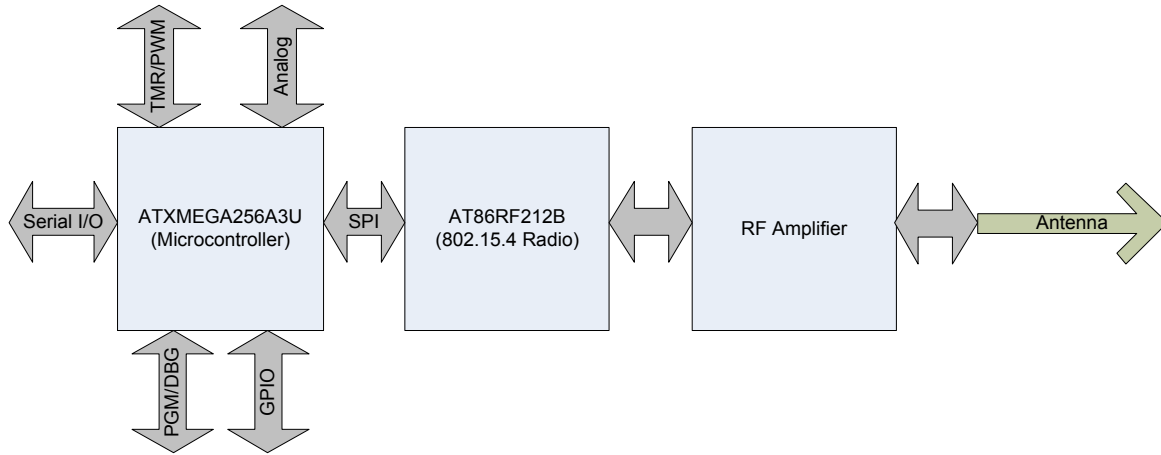 TMR/PWM
Analog
Serial I/O
ATXMEGA256A3U
(Microcontroller)
SPI
AT86RF212B
(802.15.4 Radio)
RF Amplifier
Antenna
PGM/DBG
GPIO